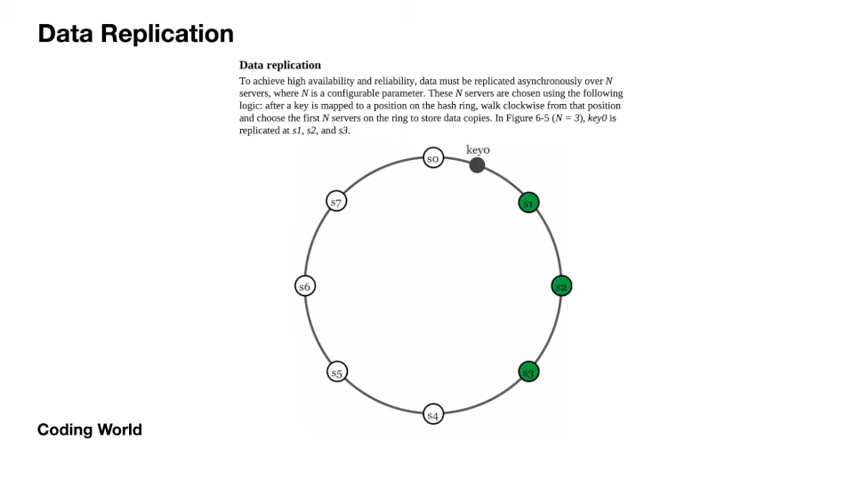 Data Replication
Data replication
To achieve high availability and reliability, data must be replicated asynchronously over N
servers, where N is a configurable parameter. These N servers are chosen using the following
logic: after a key is mapped to a position on the hash ring, walk clockwise from that position
and choose the first N servers on the ring to store data copies. In Figure 6-5 (N = 3), key0 is
replicated at s1, s2, and s3.
s0
key0
s7
s1
s6
s2
s5
s3
s4
Coding World